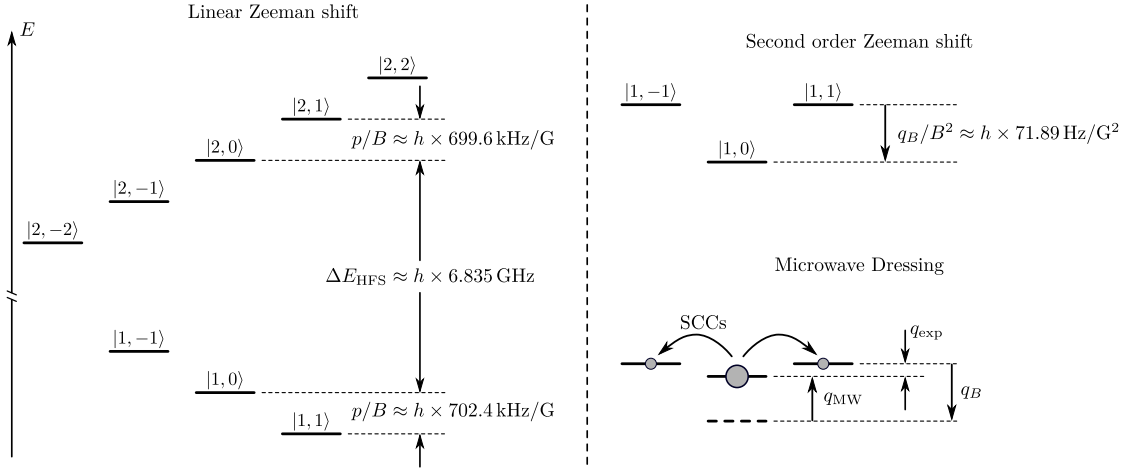 Linear Zeeman shift
E
|2, 2⟩
|2, 1⟩
p/B ≈ h × 699.6 kHz/G
|2, 0⟩
|2, −1⟩
|2, −2⟩
ΔE_HFS ≈ h × 6.835 GHz
|1, −1⟩
|1, 0⟩
p/B ≈ h × 702.4 kHz/G
|1, 1⟩
Second order Zeeman shift
|1, −1⟩ |1, 1⟩
q_B/B² ≈ h × 71.89 Hz/G²
|1, 0⟩
Microwave Dressing
SCCs
q_exp
q_MW
q_B